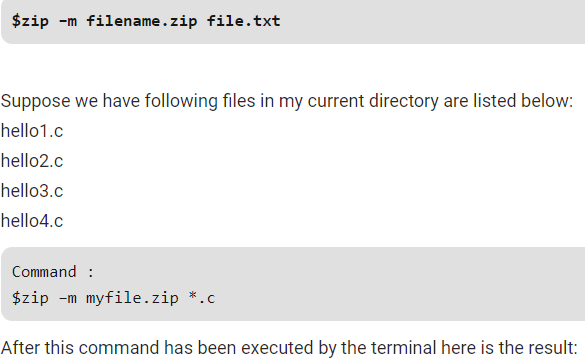 $zip -m filename.zip file.txt
Suppose we have following files in my current directory are listed below:
hello1.c
hello2.c
hello3.c
hello4.c
Command :
$zip -m myfile.zip *.c
After this command has been executed by the terminal here is the result: